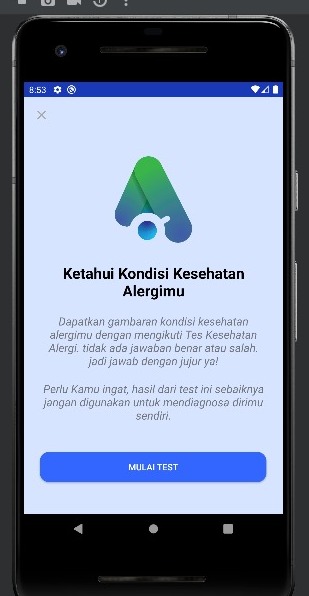 8:53
Ketahui Kondisi Kesehatan
Alergimu
Dapatkan gambaran kondisi kesehatan
alergimu dengan mengikuti Tes Kesehatan
Alergi. tidak ada jawaban benar atau salah.
jadi jawab dengan jujur ya!
Perlu Kamu ingat, hasil dari test ini sebaiknya
jangan digunakan untuk mendiagnosa dirimu
sendiri.
MULAI TEST